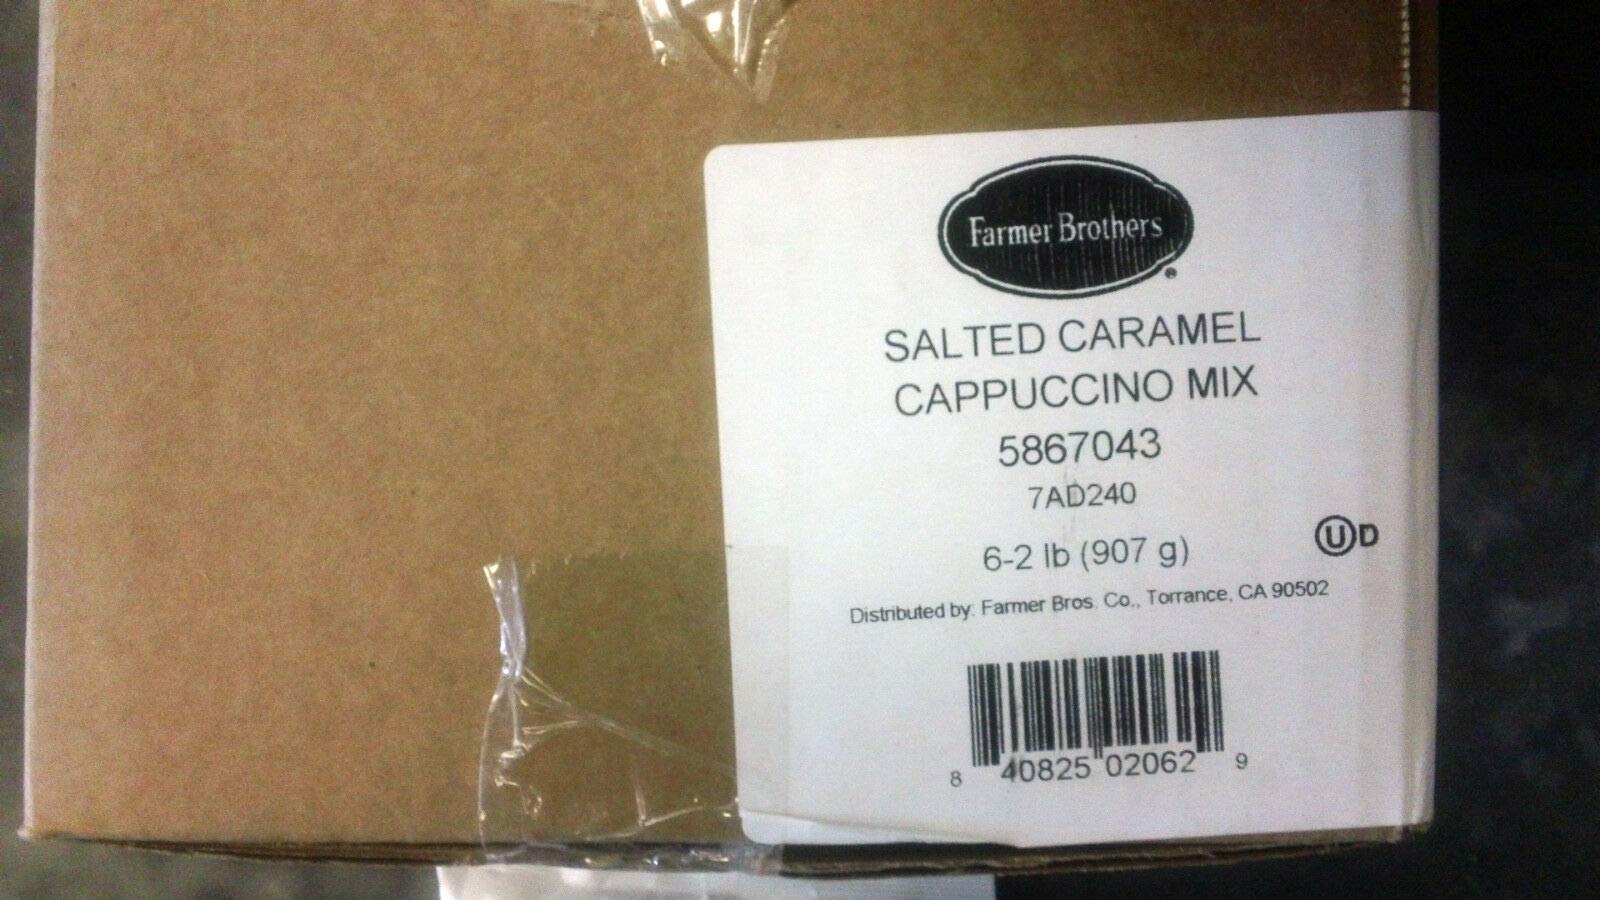 Farmer Brothers
®
SALTED CARAMEL
CAPPUCCINO MIX
5867043
7AD240
6-2 lb (907 g)
Ⓤ D
Distributed by: Farmer Bros. Co., Torrance, CA 90502
8 40825 02062 9